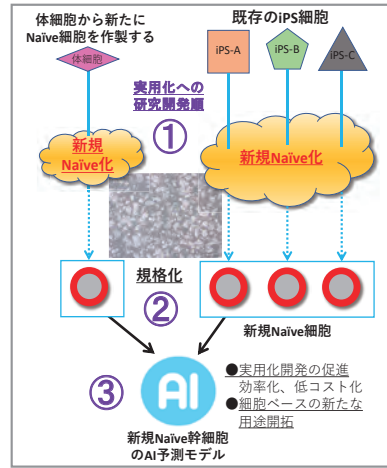 体細胞から新たに
Naïve細胞を作製する
体細胞
既存のiPS細胞
iPS-A
iPS-B
iPS-C
実用化への
研究開発順
①
新規
Naïve化
新規Naïve化
規格化
②
新規Naïve細胞
③
AI
新規Naïve幹細胞
のAI予測モデル
●実用化開発の促進
効率化、低コスト化
●細胞ベースの新たな
用途開拓